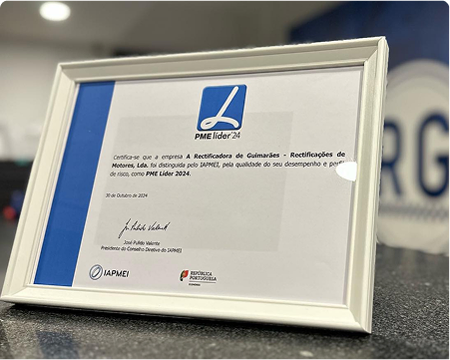 PME líder'24
Certifica-se que a empresa A Rectificadora de Guimarães - Rectificações de
Motores, Lda. foi distinguida pelo IAPMEI, pela qualidade do seu desempenho e perfil
de risco, como PME Líder 2024.
30 de Outubro de 2024
José Pulido Valente
Presidente do Conselho Diretivo do IAPMEI
IAPMEI
REPÚBLICA
PORTUGUESA
RG